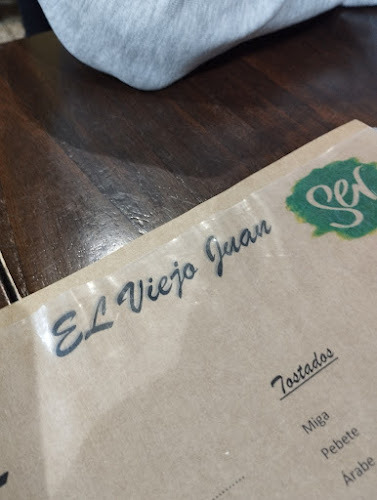 EL Viejo Juan
Tostados
Miga
Pebete
Árabe